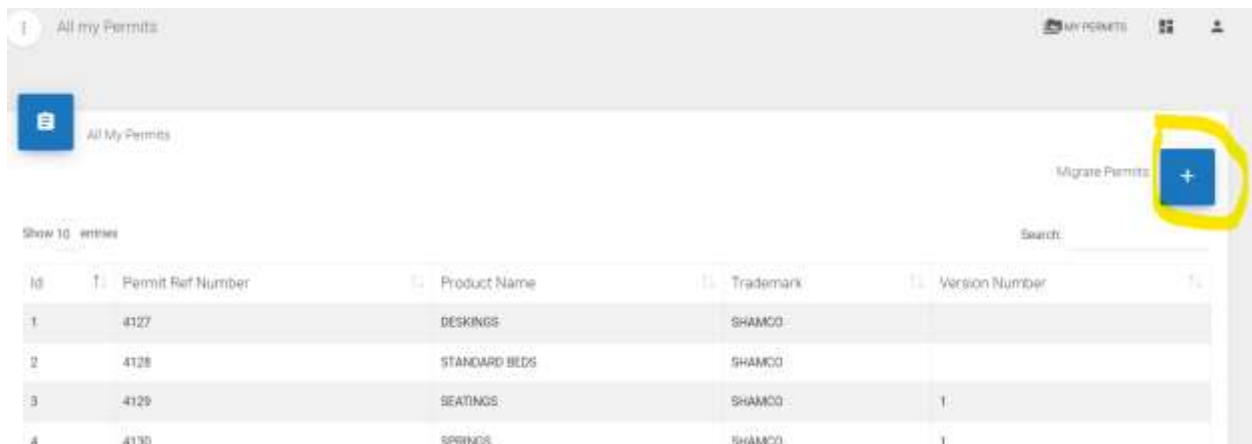 All my Permits MY PERMITS
All My Permits
Migrate Permits +
Show 10 entries Search:
Id Permit Ref Number Product Name Trademark Version Number
1 4127 DESKINGS SHAMCO
2 4128 STANDARD BEDS SHAMCO
3 4129 SEATINGS SHAMCO 1
4 4130 SPRINGS SHAMCO 1